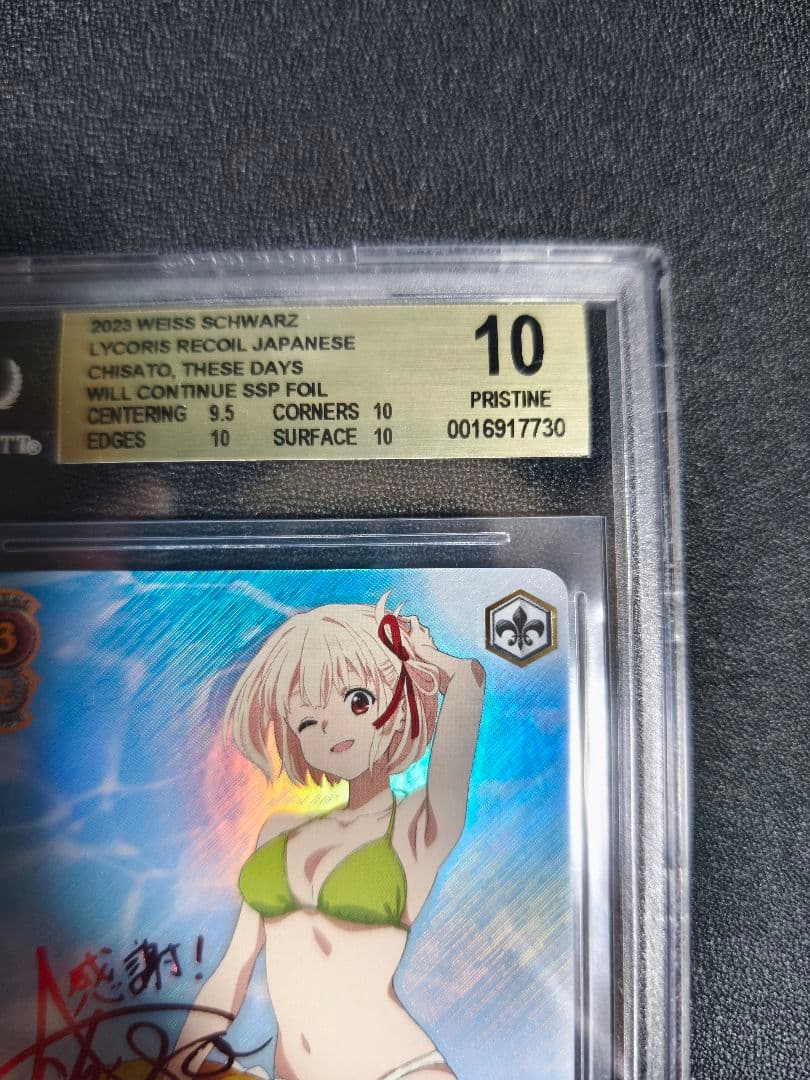 2023 WEISS SCHWARZ
LYCORIS RECOIL JAPANESE
CHISATO, THESE DAYS
WILL CONTINUE SSP FOIL
CENTERING 9.5 CORNERS 10
EDGES 10 SURFACE 10
10
PRISTINE
0016917730
3
感謝!